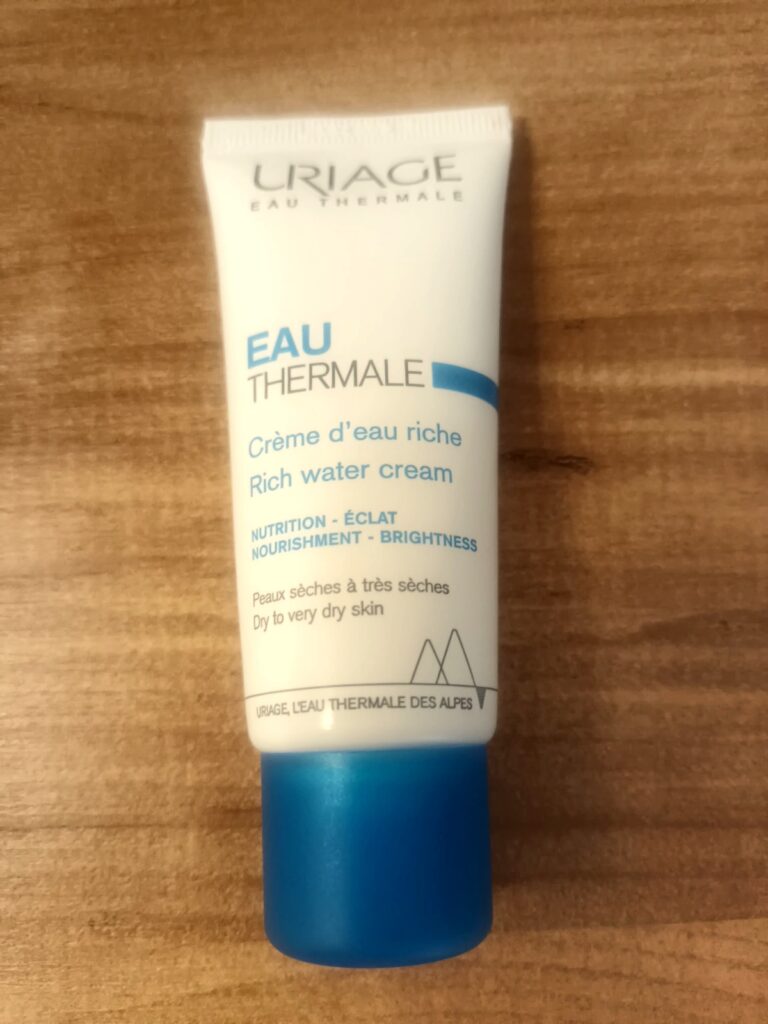 URIAGE
EAU THERMALE
EAU
THERMALE
Crème d'eau riche
Rich water cream
NUTRITION - ÉCLAT
NOURISHMENT - BRIGHTNESS
Peaux sèches à très sèches
Dry to very dry skin
URIAGE, L'EAU THERMALE DES ALPES